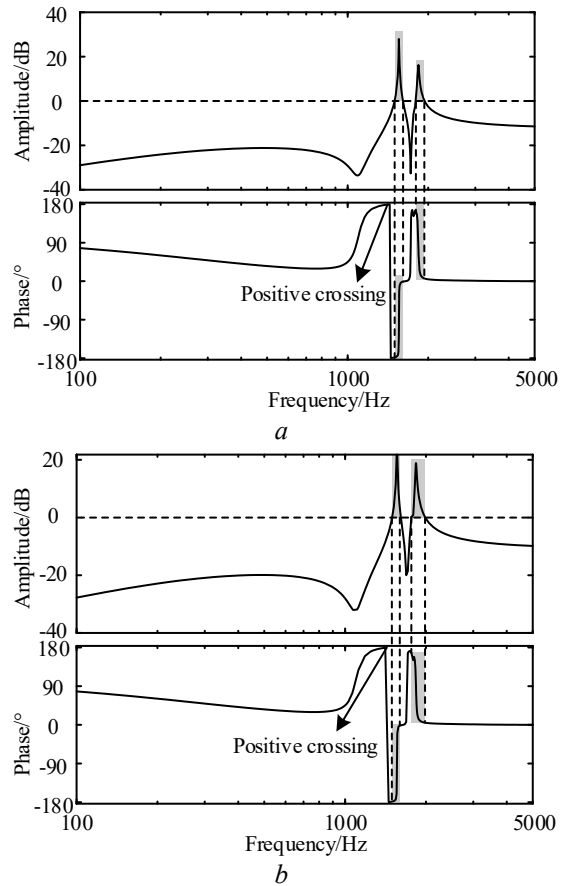 40
20
0
-20
-40
Amplitude/dB
180
90
0
-90
-180
Phase/°
Positive crossing
100
1000
5000
Frequency/Hz
a
20
0
-20
-40
Amplitude/dB
180
90
0
-90
-180
Phase/°
Positive crossing
100
1000
5000
Frequency/Hz
b